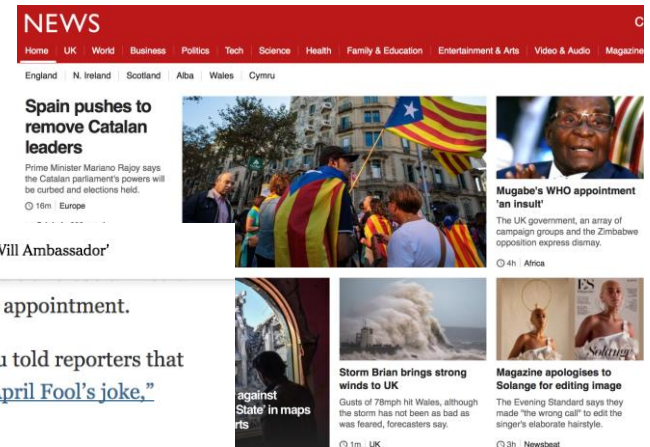 NEWS
C
Home UK World Business Politics Tech Science Health Family & Education Entertainment & Arts Video & Audio Magazine
England N. Ireland Scotland Alba Wales Cymru
Spain pushes to
remove Catalan
leaders
Prime Minister Mariano Rajoy says
the Catalan parliament's powers will
be curbed and elections held.
16m Europe
Mugabe's WHO appointment
'an insult'
The UK government, an array of
campaign groups and the Zimbabwe
opposition express dismay.
4h Africa
Will Ambassador'
appointment.
u told reporters that
April Fool's joke,"
against
State' in maps
rts
Storm Brian brings strong
winds to UK
Gusts of 78mph hit Wales, although
the storm has not been as bad as
was feared, forecasters say.
1m UK
ES
Solange
Magazine apologises to
Solange for editing image
The Evening Standard says they
made "the wrong call" to edit the
singer's elaborate hairstyle.
3h Newsbeat